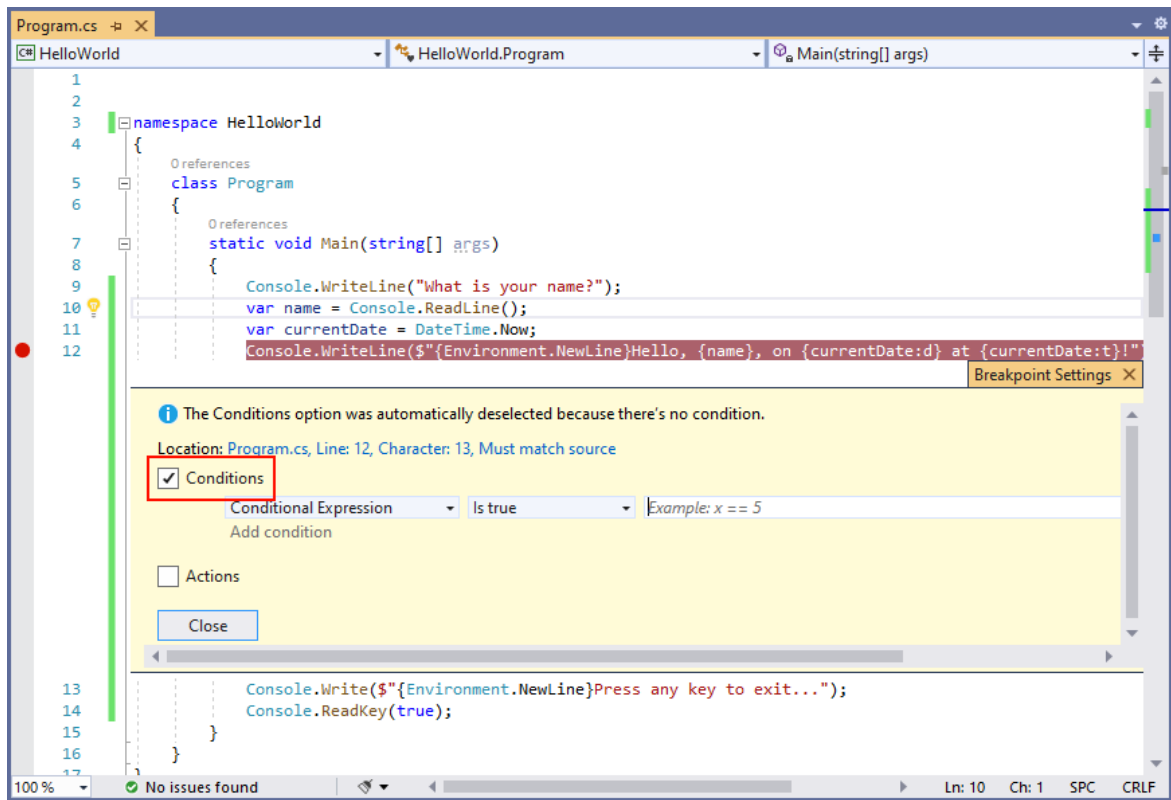 Program.cs
HelloWorld HelloWorld.Program Main(string[] args)
1
2
3 namespace HelloWorld
4 {
0 references
5 class Program
6 {
0 references
7 static void Main(string[] args)
8 {
9 Console.WriteLine("What is your name?");
10 var name = Console.ReadLine();
11 var currentDate = DateTime.Now;
12 Console.WriteLine($"{Environment.NewLine}Hello, {name}, on {currentDate:d} at {currentDate:t}!")
Breakpoint Settings
The Conditions option was automatically deselected because there's no condition.
Location: Program.cs, Line: 12, Character: 13, Must match source
Conditions
Conditional Expression Is true Example: x == 5
Add condition
Actions
Close
13 Console.Write($"{Environment.NewLine}Press any key to exit...");
14 Console.ReadKey(true);
15 }
16 }
17 }
100 % No issues found Ln: 10 Ch: 1 SPC CRLF